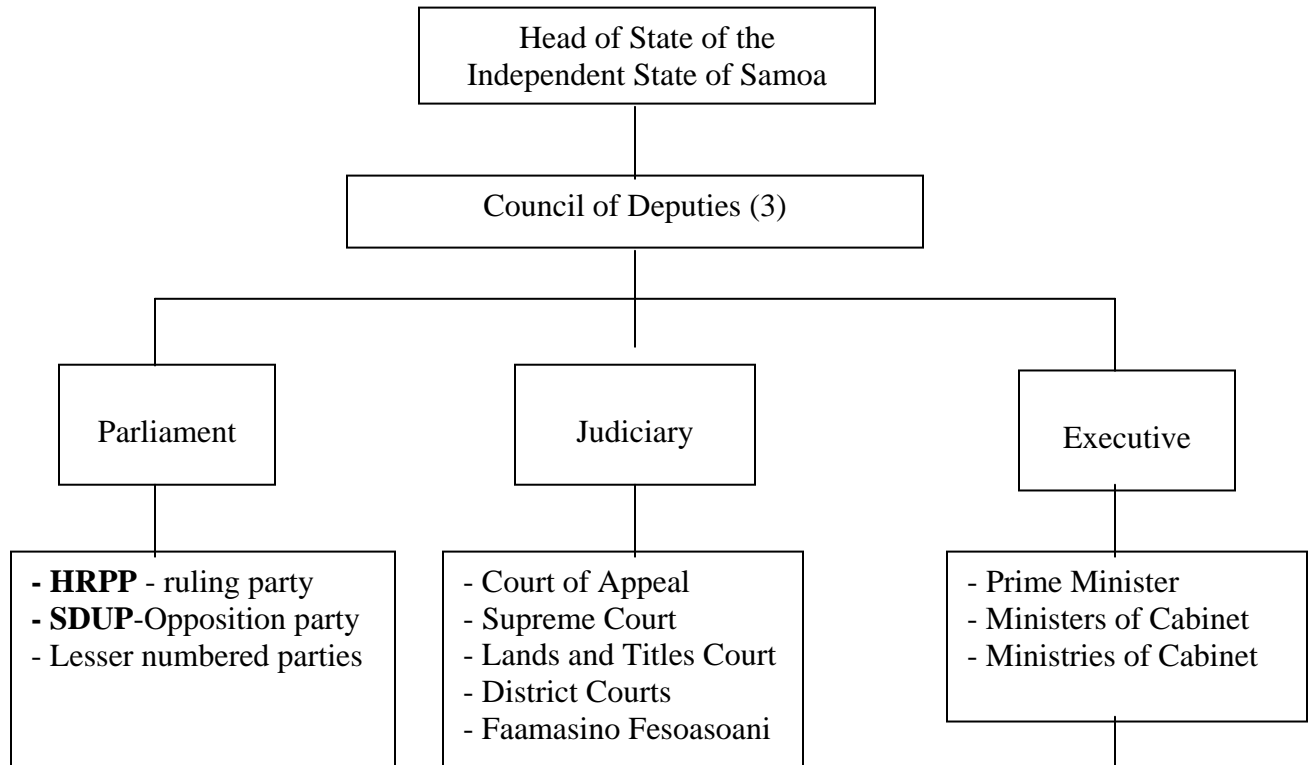 Head of State of the
Independent State of Samoa
Council of Deputies (3)
Parliament
Judiciary
Executive
- HRPP - ruling party
- SDUP-Opposition party
- Lesser numbered parties
- Court of Appeal
- Supreme Court
- Lands and Titles Court
- District Courts
- Faamasino Fesoasoani
- Prime Minister
- Ministers of Cabinet
- Ministries of Cabinet